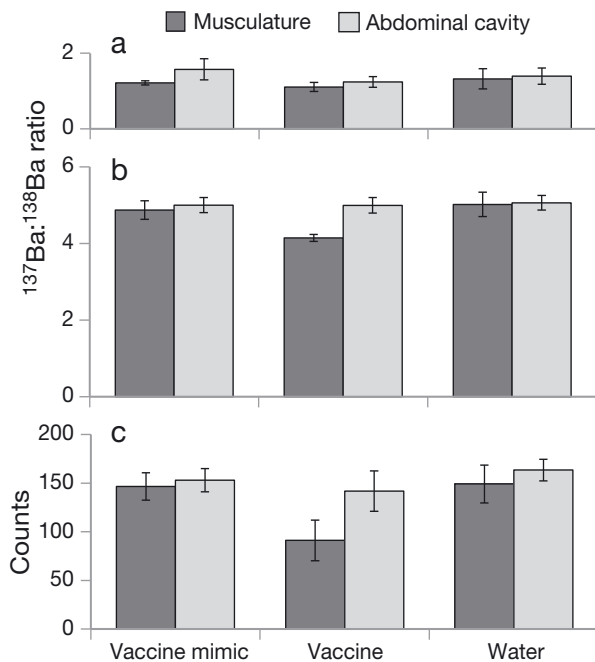 Musculature Abdominal cavity
a
2
1
0
b
6
4
2
0
¹³⁷Ba:¹³⁸Ba ratio
c
200
150
100
50
0
Counts
Vaccine mimic Vaccine Water